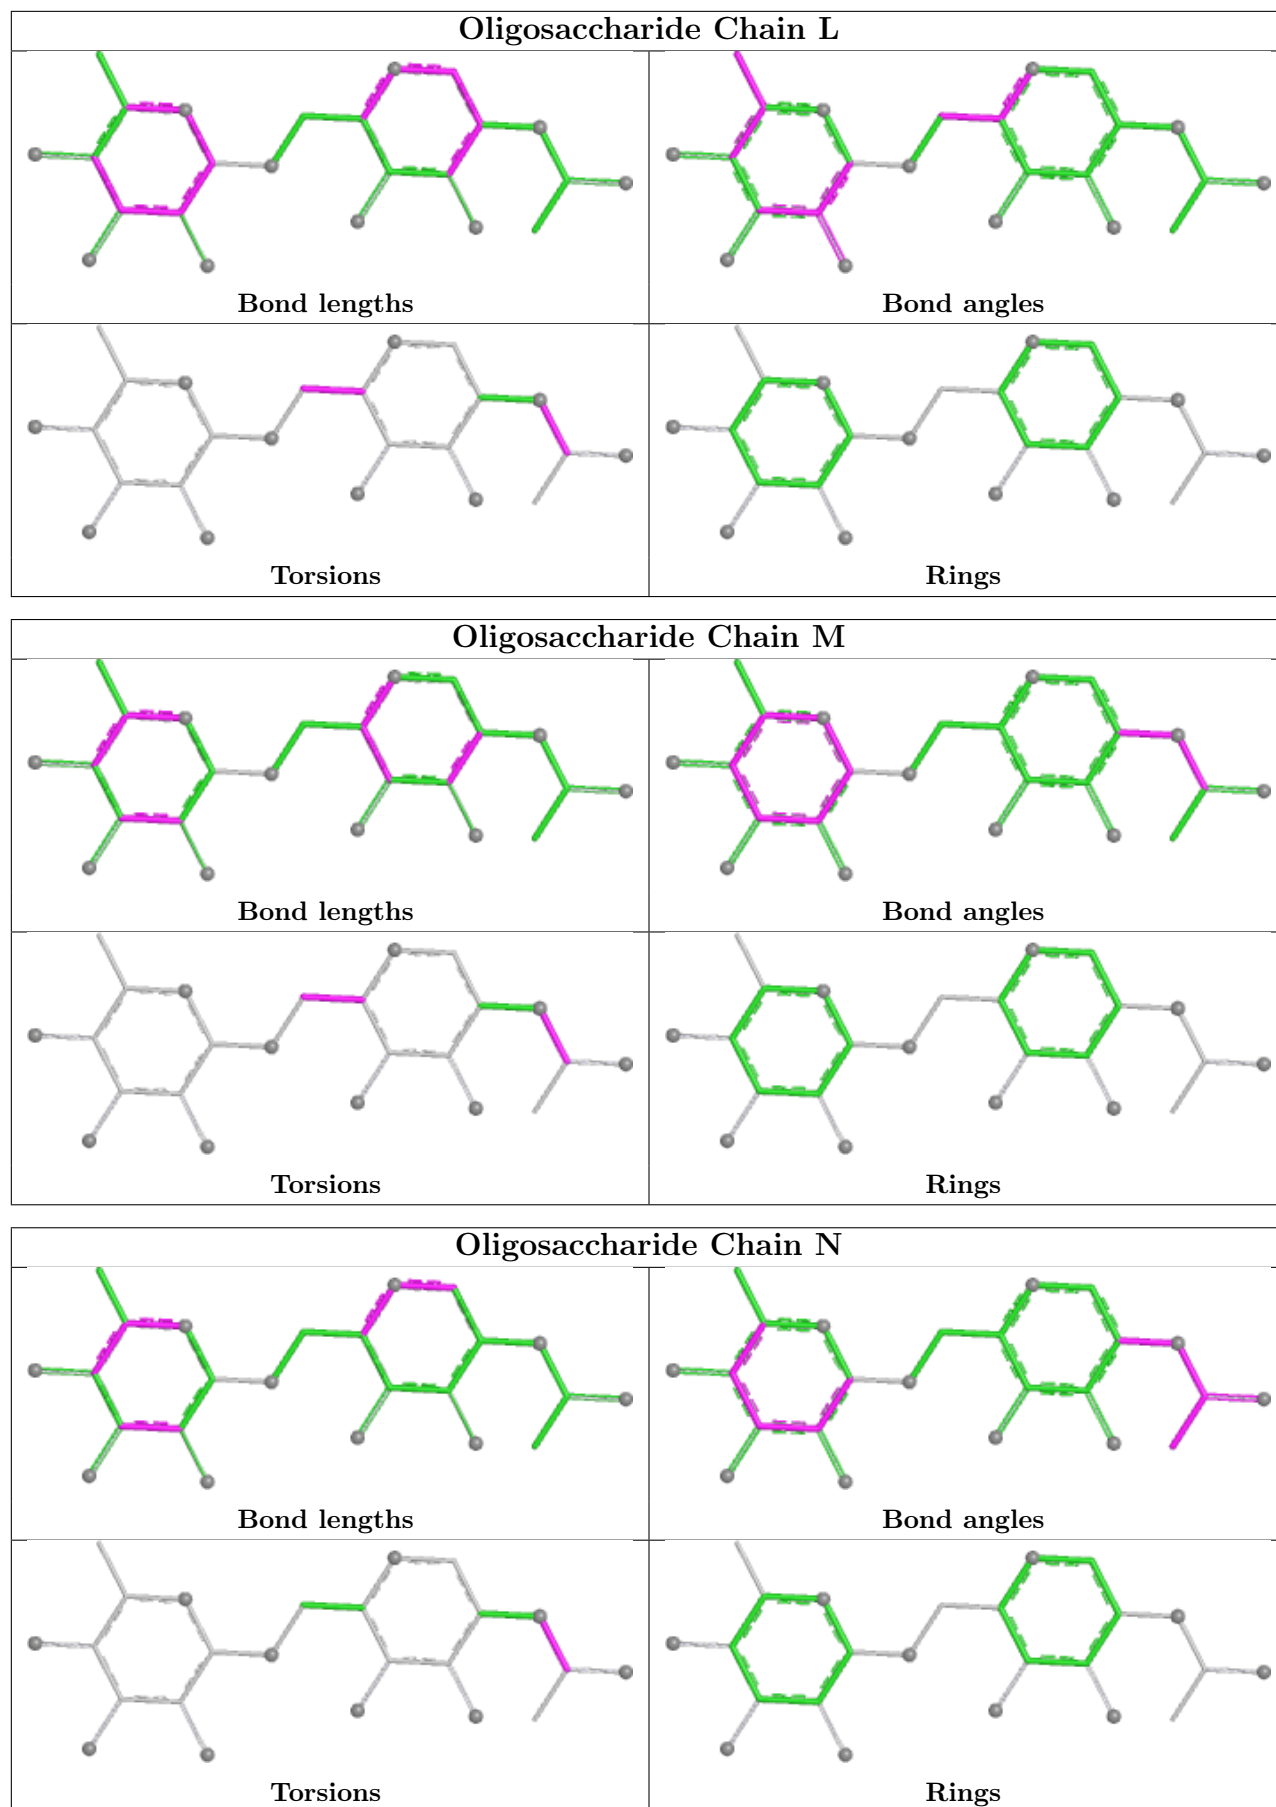 Oligosaccharide Chain L
Bond lengths
Bond angles
Torsions
Rings
Oligosaccharide Chain M
Bond lengths
Bond angles
Torsions
Rings
Oligosaccharide Chain N
Bond lengths
Bond angles
Torsions
Rings